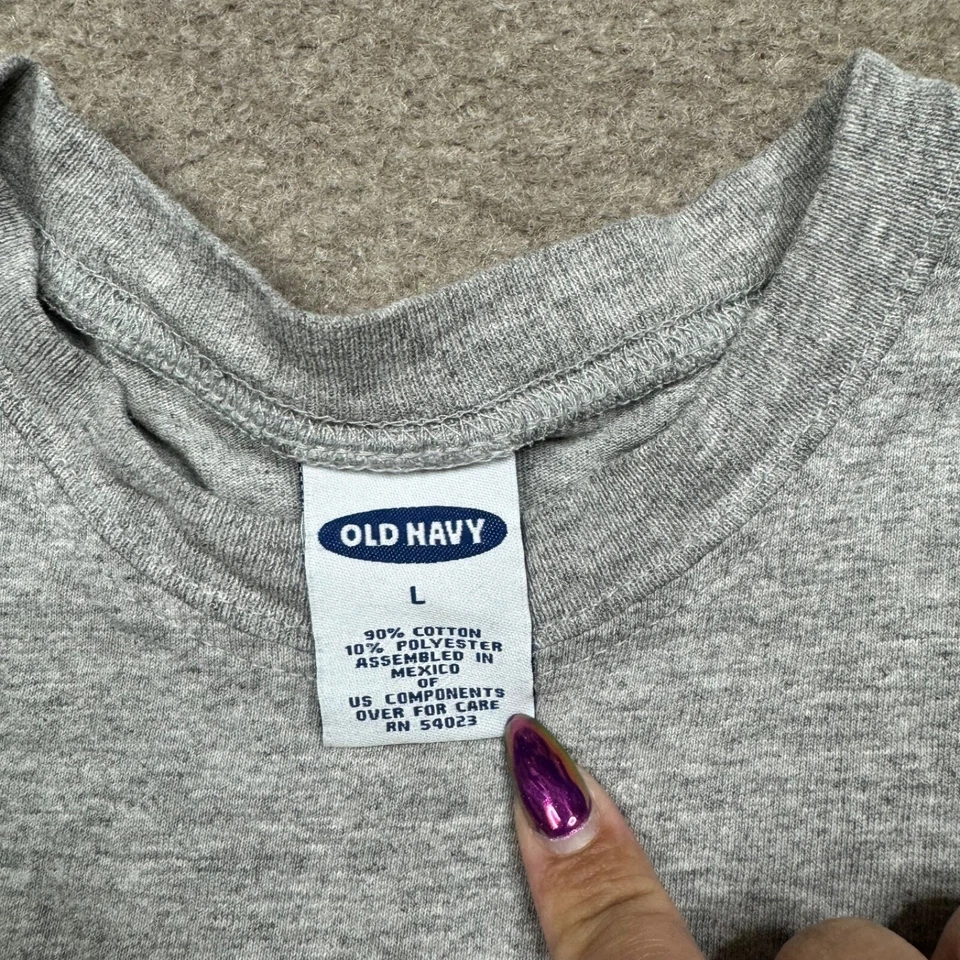 OLD NAVY
L
90% COTTON
10% POLYESTER
ASSEMBLED IN
MEXICO
OF
US COMPONENTS
OVER FOR CARE
RN 54023